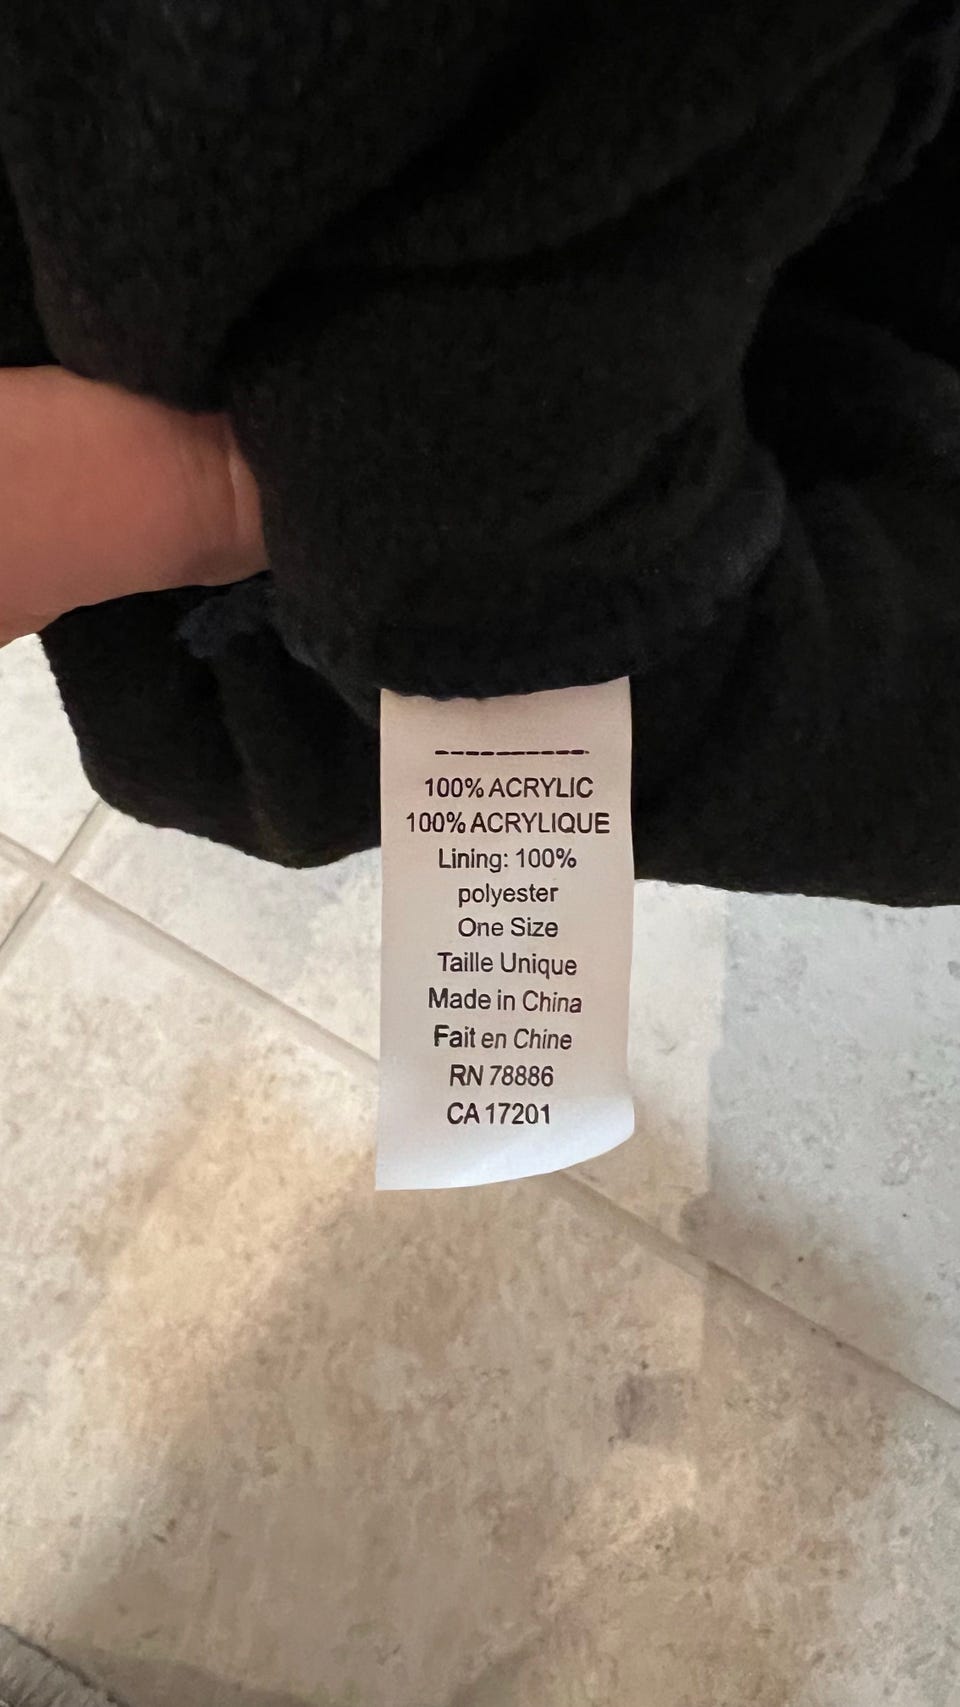 100% ACRYLIC
100% ACRYLIQUE
Lining: 100%
polyester
One Size
Taille Unique
Made in China
Fait en Chine
RN 78886
CA 17201